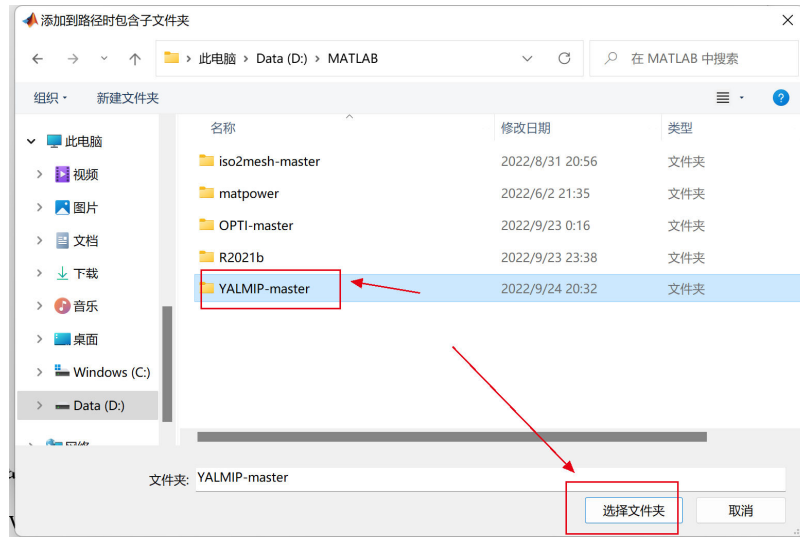 添加到路径时包含子文件夹
此电脑 > Data (D:) > MATLAB
在 MATLAB 中搜索
组织
新建文件夹
名称 修改日期 类型
此电脑
视频
图片
文档
下载
音乐
桌面
Windows (C:)
Data (D:)
网络
iso2mesh-master 2022/8/31 20:56 文件夹
matpower 2022/6/2 21:35 文件夹
OPTI-master 2022/9/23 0:16 文件夹
R2021b 2022/9/23 23:38 文件夹
YALMIP-master 2022/9/24 20:32 文件夹
文件夹: YALMIP-master
选择文件夹 取消